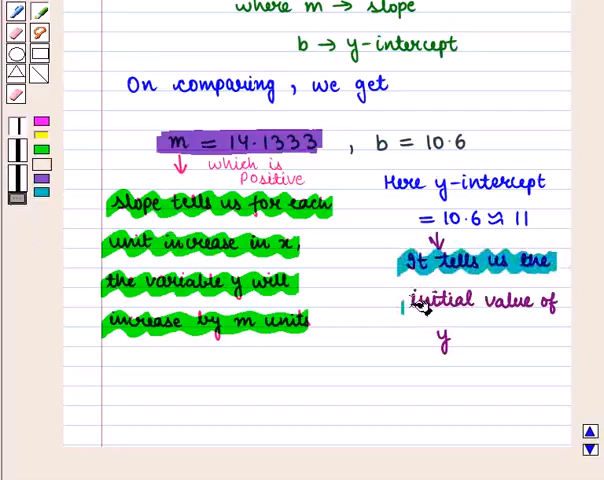 where m → slope
b → y-intercept
On comparing, we get
m = 14.1333 , b = 10.6
which is
positive
Slope tells us for each
unit increase in x,
the variable y will
increase by m units
Here y-intercept
= 10.6 ≈ 11
It tells us the
initial value of
y